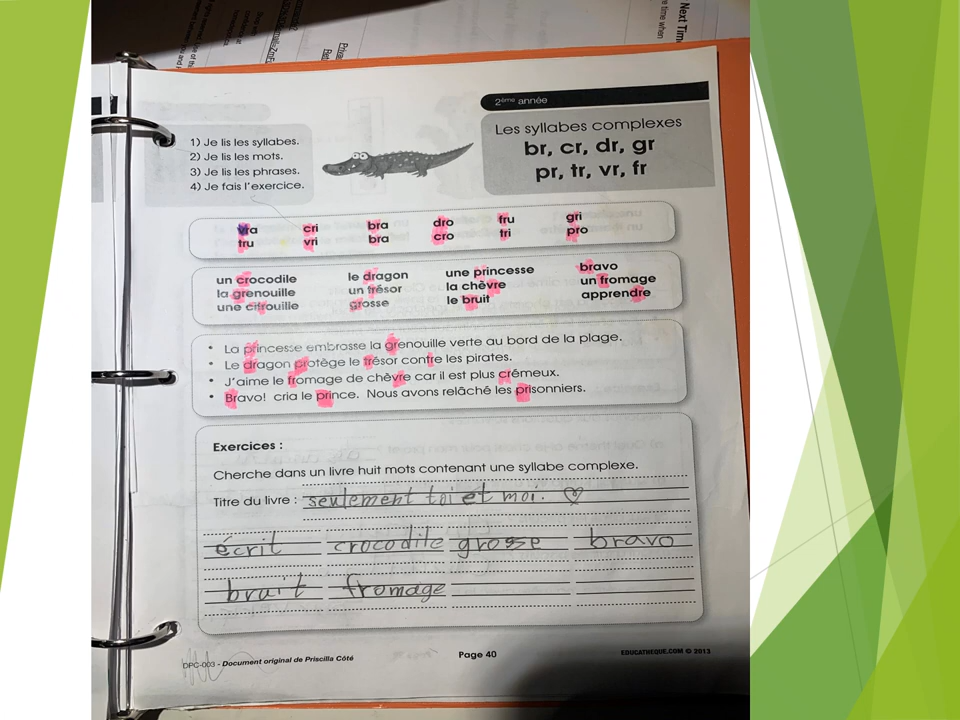 Next Time
2ème année
Les syllabes complexes
br, cr, dr, gr
pr, tr, vr, fr
1) Je lis les syllabes.
2) Je lis les mots.
3) Je lis les phrases.
4) Je fais l'exercice.
vra cri bra dro fru gri
tru vri bra cro tri pro
un crocodile le dragon une princesse bravo
la grenouille un trésor la chèvre un fromage
une citrouille grosse le bruit apprendre
• La princesse embrasse la grenouille verte au bord de la plage.
• Le dragon protège le trésor contre les pirates.
• J'aime le fromage de chèvre car il est plus crémeux.
• Bravo! cria le prince. Nous avons relâché les prisonniers.
Exercices :
Cherche dans un livre huit mots contenant une syllabe complexe.
Titre du livre : seulement toi et moi. ♡
écrit crocodile grosse bravo
brait fromage
DPC-003 - Document original de Priscilla Côté
Page 40
EDUCATHEQUE.COM © 2013